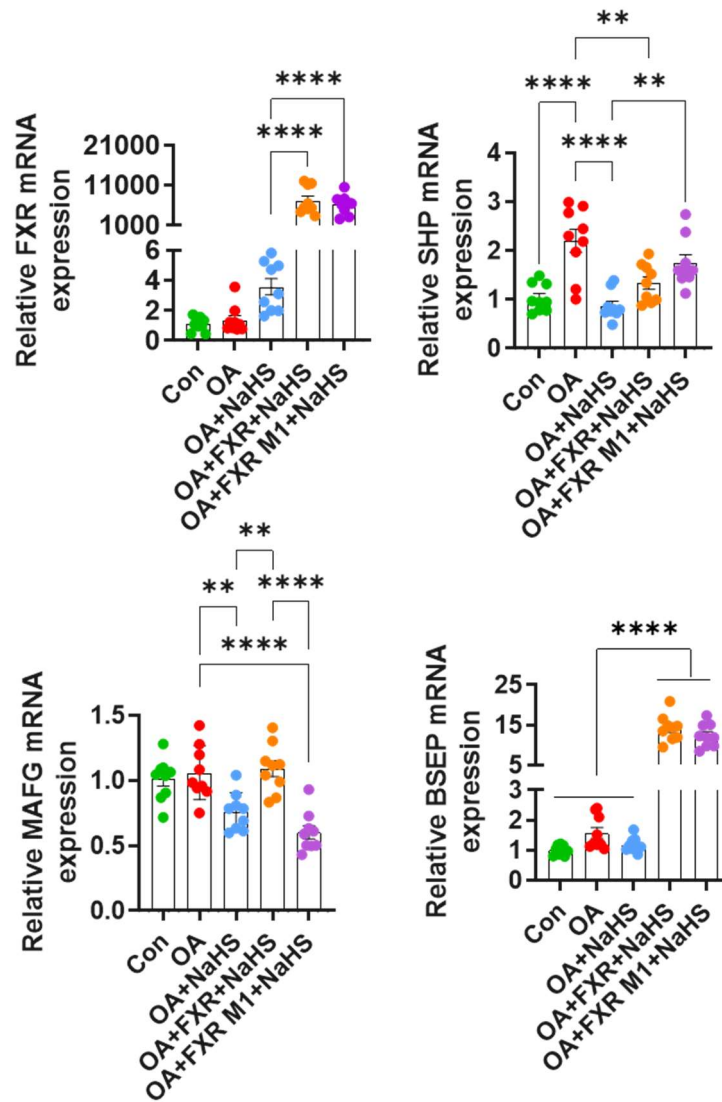 ****
****
21000
11000
1000
6
4
2
0
Relative FXR mRNA
expression
Con
OA
OA+NaHS
OA+FXR+NaHS
OA+FXR M1+NaHS
**
****
**
****
4
3
2
1
0
Relative SHP mRNA
expression
Con
OA
OA+NaHS
OA+FXR+NaHS
OA+FXR M1+NaHS
**
**
****
****
1.5
1.0
0.5
0.0
Relative MAFG mRNA
expression
Con
OA
OA+NaHS
OA+FXR+NaHS
OA+FXR M1+NaHS
****
25
15
5
3
2
1
0
Relative BSEP mRNA
expression
Con
OA
OA+NaHS
OA+FXR+NaHS
OA+FXR M1+NaHS